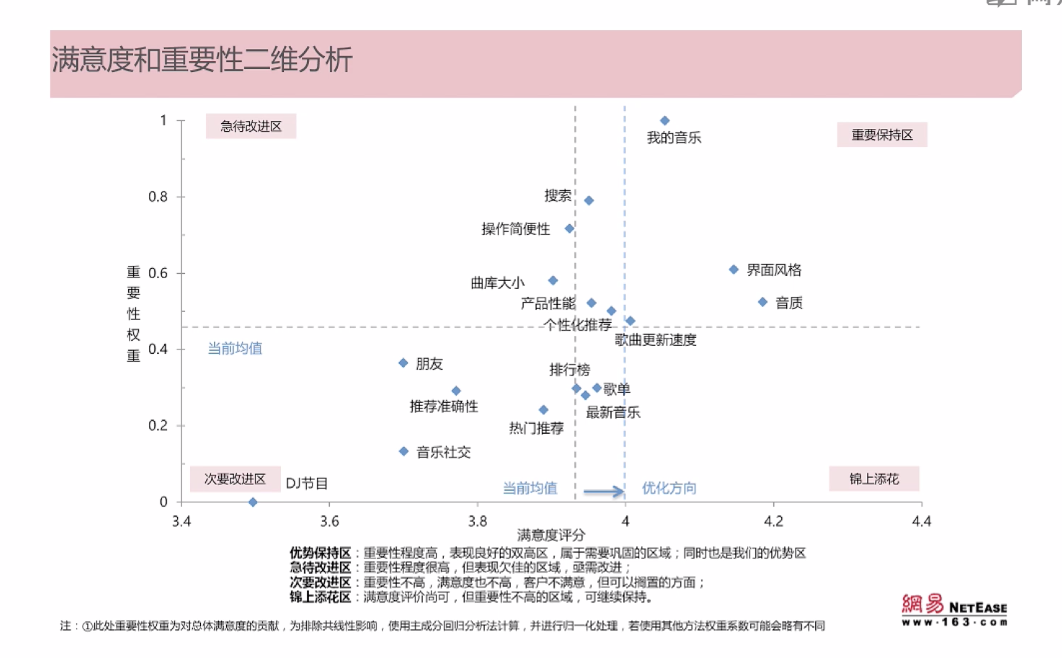 满意度和重要性二维分析
急待改进区
重要保持区
1
0.8
0.6
0.4
0.2
0
重要性权重
我的音乐
搜索
操作简便性
界面风格
曲库大小
音质
产品性能
个性化推荐
歌曲更新速度
当前均值
朋友
排行榜
推荐准确性
歌单
最新音乐
热门推荐
音乐社交
次要改进区
DJ节目
锦上添花
当前均值
优化方向
3.4 3.6 3.8 4 4.2 4.4
满意度评分
优势保持区：重要性程度高，表现良好的双高区，属于需要巩固的区域；同时也是我们的优势区
急待改进区：重要性程度很高，但表现欠佳的区域，亟需改进；
次要改进区：重要性不高，满意度也不高，客户不满意，但可以搁置的方面；
锦上添花区：满意度评价尚可，但重要性不高的区域，可继续保持。
網易 NETEASE
www.163.com
注：①此处重要性权重为对总体满意度的贡献，为排除共线性影响，使用主成分回归分析法计算，并进行归一化处理，若使用其他方法权重系数可能会略有不同